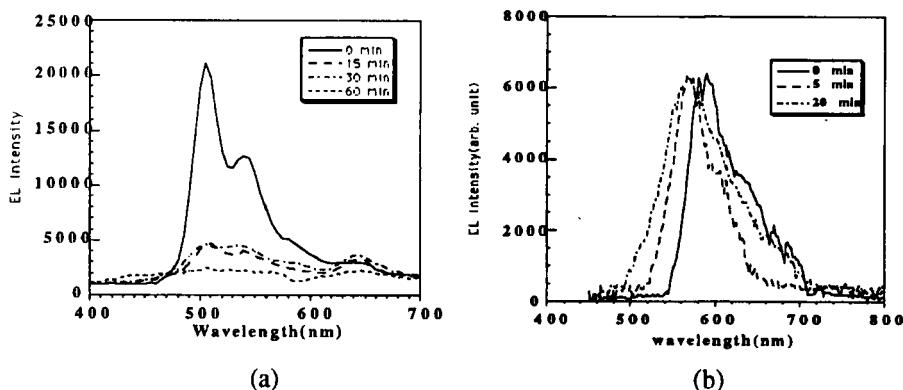 25000
20000
15000
10000
5000
0
EL Intensity
0 min
15 min
30 min
60 min
400 500 600 700
Wavelength(nm)
(a)
8000
6000
4000
2000
0
EL Intensity(arb. unit)
0 min
5 min
20 min
400 500 600 700 800
wavelength(nm)
(b)